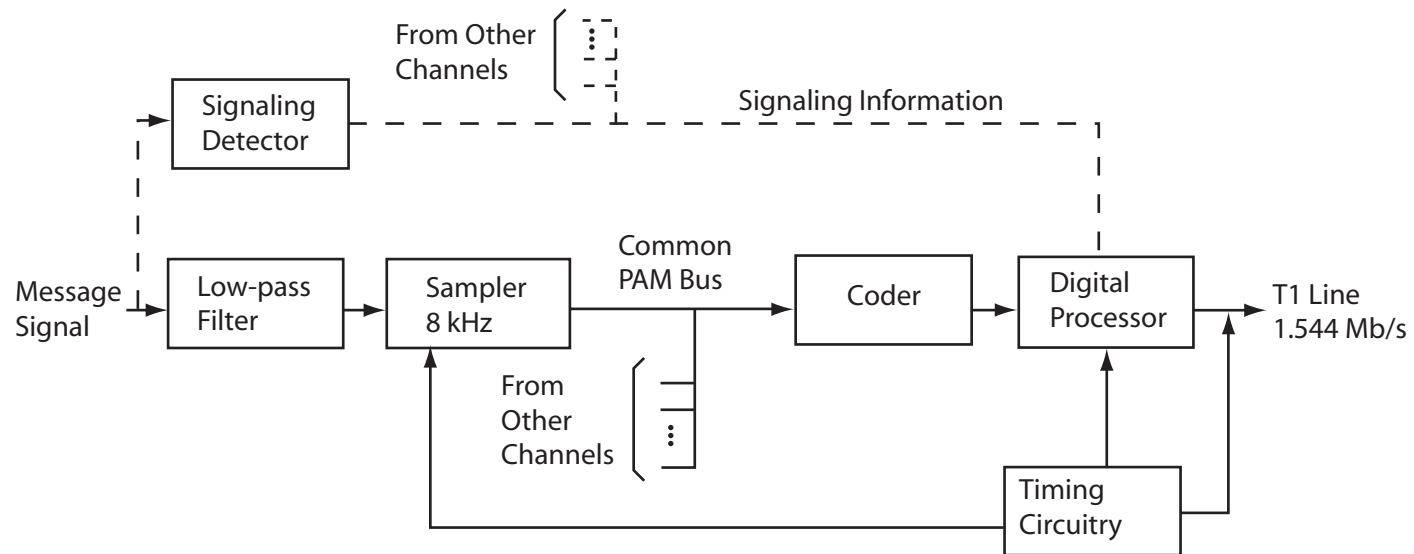 From Other
Channels
Signaling
Detector
Signaling Information
Message
Signal
Low-pass
Filter
Sampler
8 kHz
Common
PAM Bus
Coder
Digital
Processor
T1 Line
1.544 Mb/s
From
Other
Channels
Timing
Circuitry